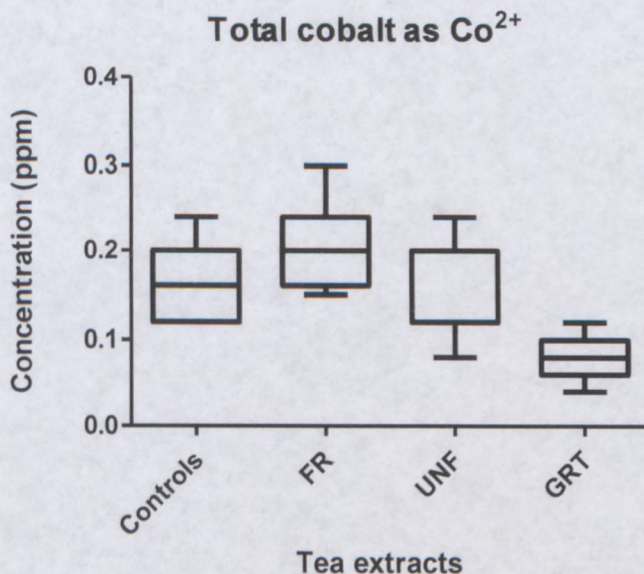 Total cobalt as Co²⁺
Concentration (ppm)
0.4
0.3
0.2
0.1
0.0
Controls
FR
UNF
GRT
Tea extracts